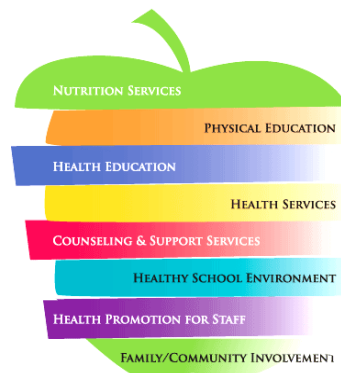 NUTRITION SERVICES
PHYSICAL EDUCATION
HEALTH EDUCATION
HEALTH SERVICES
COUNSELING & SUPPORT SERVICES
HEALTHY SCHOOL ENVIRONMENT
HEALTH PROMOTION FOR STAFF
FAMILY/COMMUNITY INVOLVEMENT